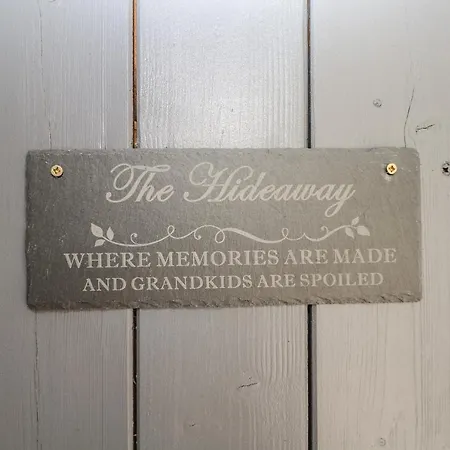 The Hideaway
WHERE MEMORIES ARE MADE
AND GRANDKIDS ARE SPOILED